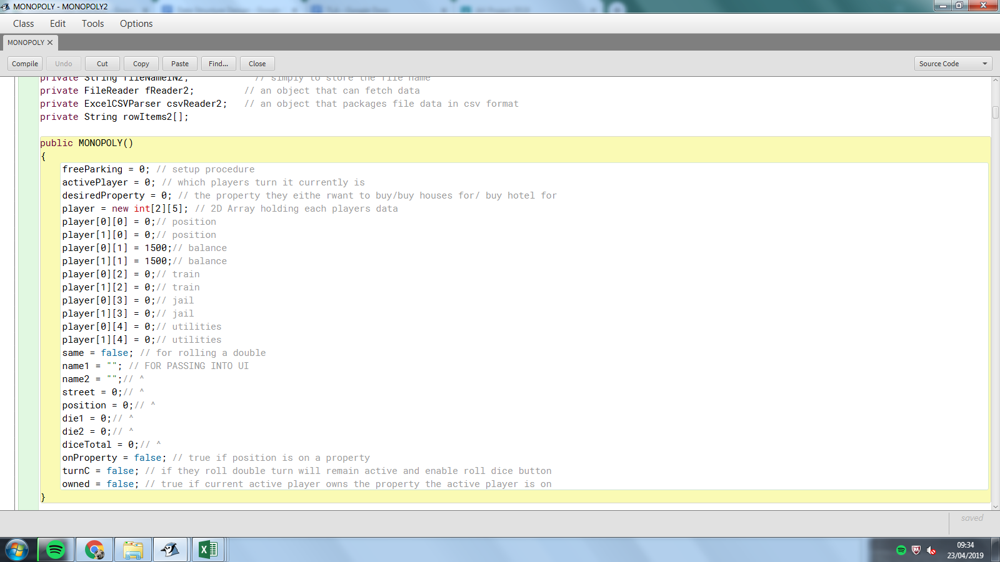 MONOPOLY - MONOPOLY2
Class Edit Tools Options
MONOPOLY
Compile Undo Cut Copy Paste Find... Close Source Code
private String fileNameIN2; // simply to store the file name
private FileReader fReader2; // an object that can fetch data
private ExcelCSVParser csvReader2; // an object that packages file data in csv format
private String rowItems2[];
public MONOPOLY()
{
freeParking = 0; // setup procedure
activePlayer = 0; // which players turn it currently is
desiredProperty = 0; // the property they eithe rwant to buy/buy houses for/ buy hotel for
player = new int[2][5]; // 2D Array holding each players data
player[0][0] = 0;// position
player[1][0] = 0;// position
player[0][1] = 1500;// balance
player[1][1] = 1500;// balance
player[0][2] = 0;// train
player[1][2] = 0;// train
player[0][3] = 0;// jail
player[1][3] = 0;// jail
player[0][4] = 0;// utilities
player[1][4] = 0;// utilities
same = false; // for rolling a double
name1 = ""; // FOR PASSING INTO UI
name2 = "";// ^
street = 0;// ^
position = 0;// ^
die1 = 0;// ^
die2 = 0;// ^
diceTotal = 0;// ^
onProperty = false; // true if position is on a property
turnC = false; // if they roll double turn will remain active and enable roll dice button
owned = false; // true if current active player owns the property the active player is on
}
saved
09:34
23/04/2019